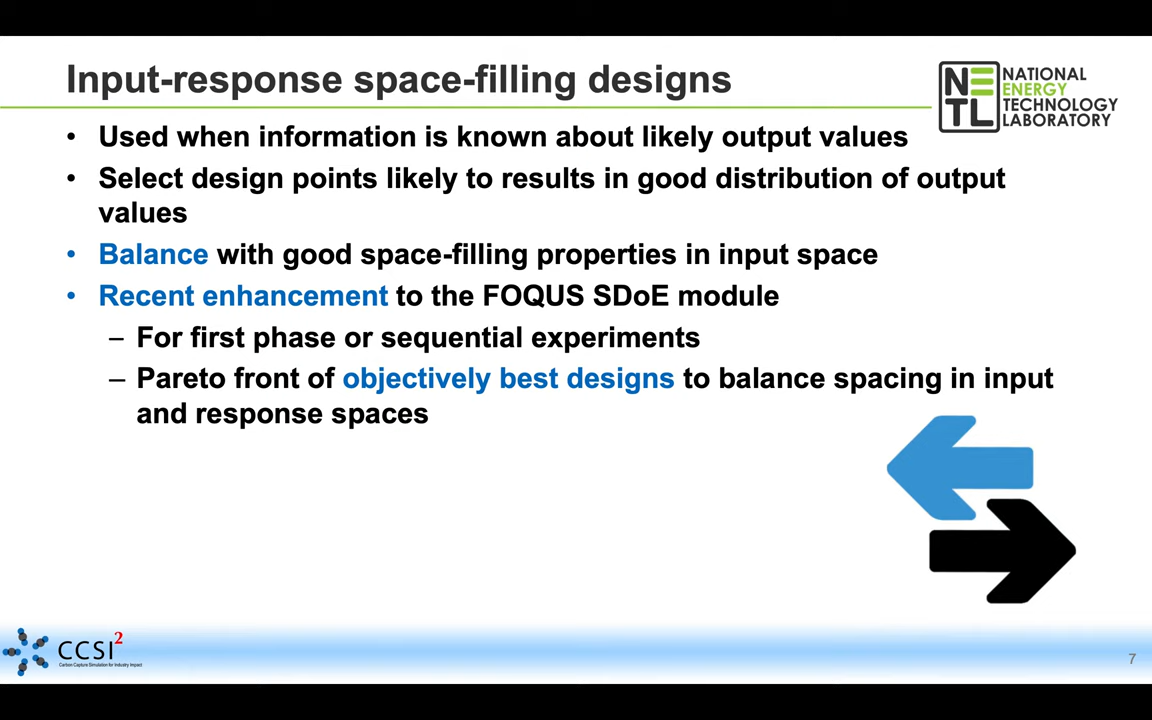 Input-response space-filling designs
NATIONAL
ENERGY
TECHNOLOGY
LABORATORY
NE
TL
• Used when information is known about likely output values
• Select design points likely to results in good distribution of output
values
• Balance with good space-filling properties in input space
• Recent enhancement to the FOQUS SDoE module
– For first phase or sequential experiments
– Pareto front of objectively best designs to balance spacing in input
and response spaces
CCSI2
Carbon Capture Simulation for Industry Impact
7